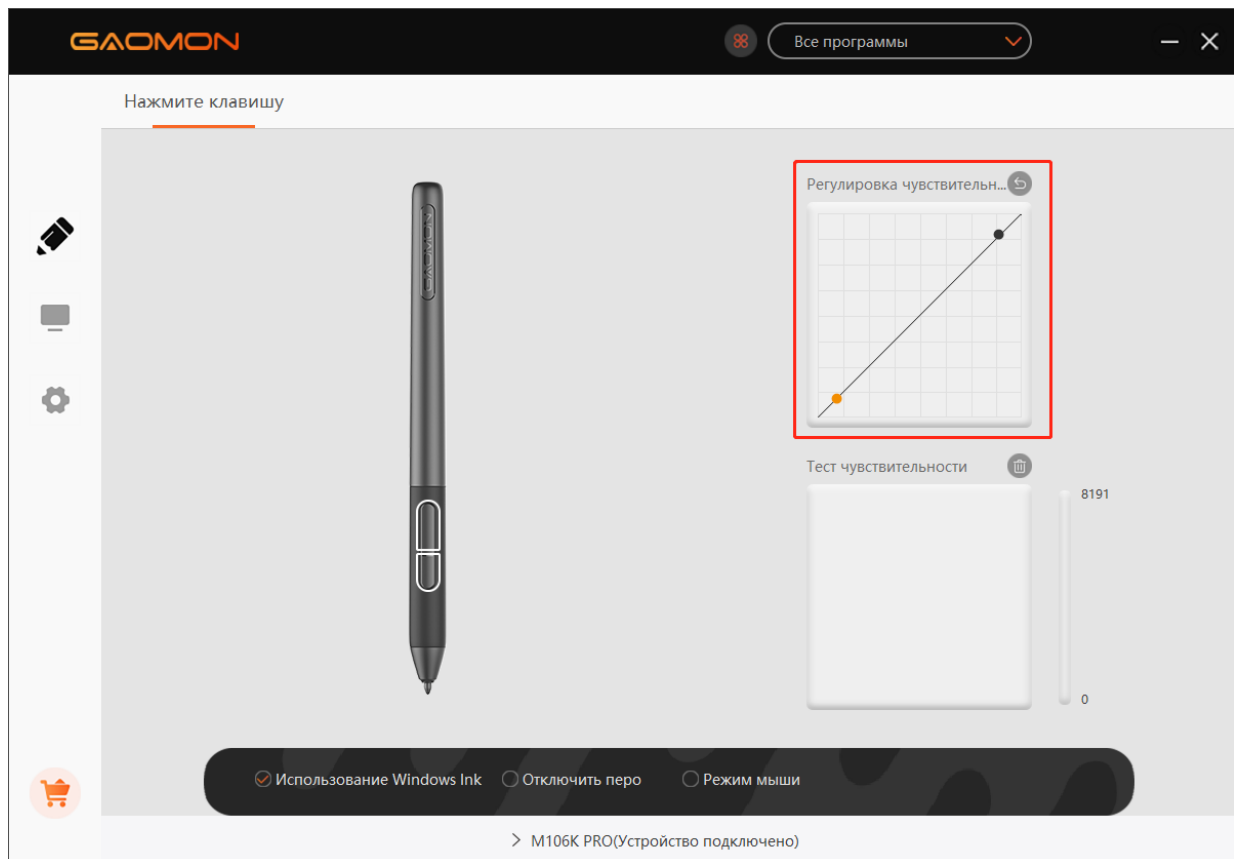 GAOMON
Все программы
Нажмите клавишу
GAOMON
Регулировка чувствительн...
Тест чувствительности
8191
0
Использование Windows Ink
Отключить перо
Режим мыши
M106K PRO(Устройство подключено)